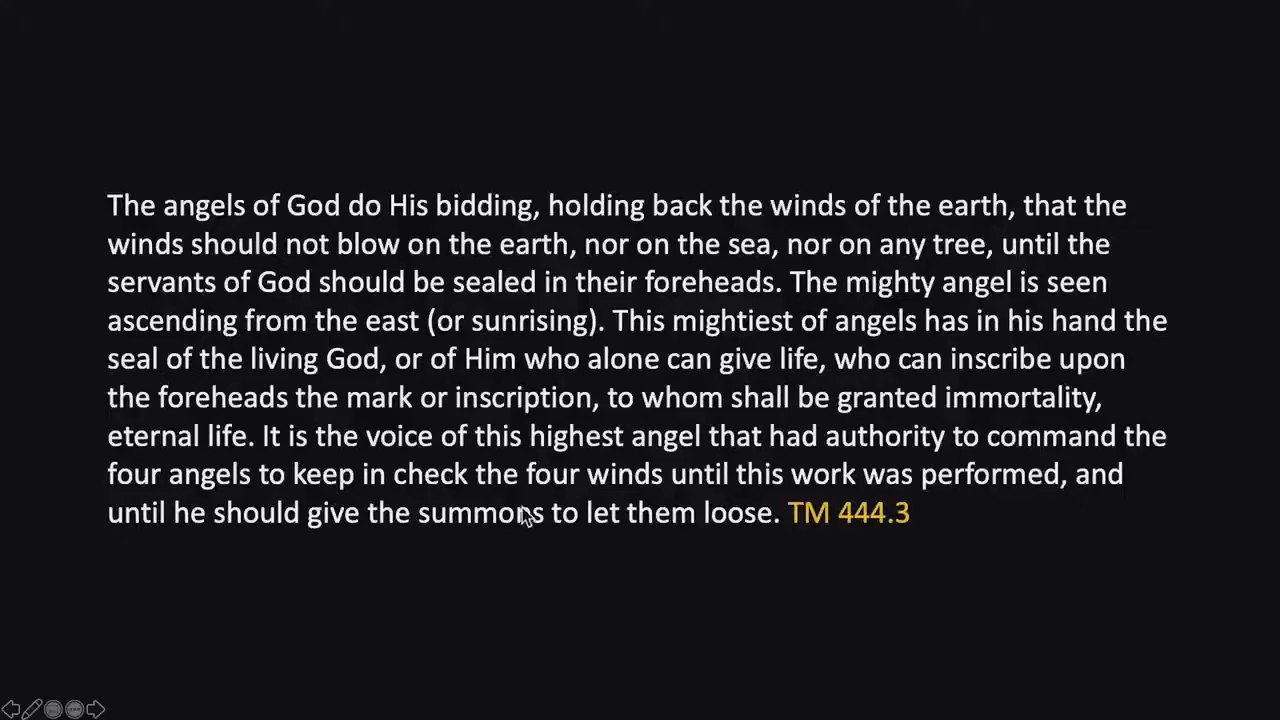 The angels of God do His bidding, holding back the winds of the earth, that the
winds should not blow on the earth, nor on the sea, nor on any tree, until the
servants of God should be sealed in their foreheads. The mighty angel is seen
ascending from the east (or sunrising). This mightiest of angels has in his hand the
seal of the living God, or of Him who alone can give life, who can inscribe upon
the foreheads the mark or inscription, to whom shall be granted immortality,
eternal life. It is the voice of this highest angel that had authority to command the
four angels to keep in check the four winds until this work was performed, and
until he should give the summons to let them loose. TM 444.3